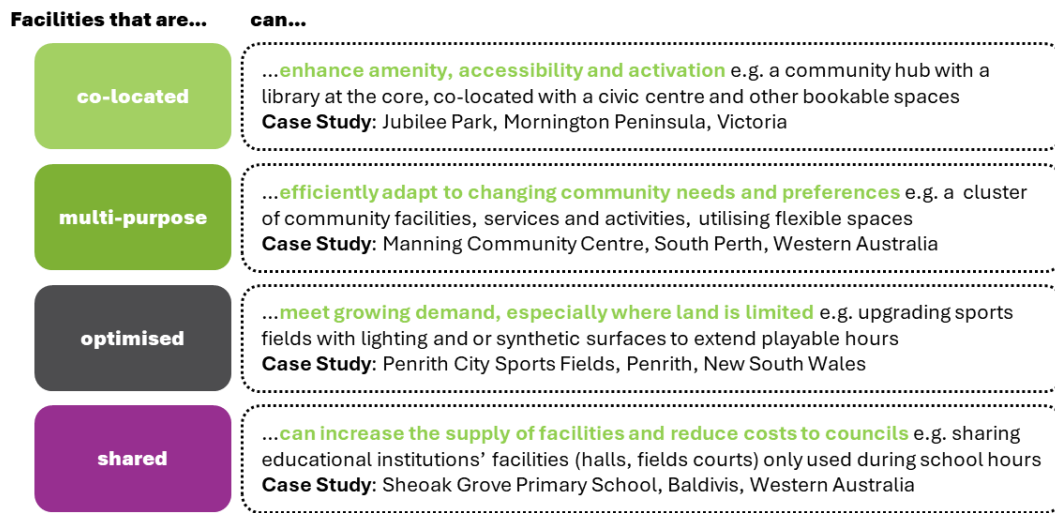 Facilities that are... can...
co-located
...enhance amenity, accessibility and activation e.g. a community hub with a
library at the core, co-located with a civic centre and other bookable spaces
Case Study: Jubilee Park, Mornington Peninsula, Victoria
multi-purpose
...efficiently adapt to changing community needs and preferences e.g. a cluster
of community facilities, services and activities, utilising flexible spaces
Case Study: Manning Community Centre, South Perth, Western Australia
optimised
...meet growing demand, especially where land is limited e.g. upgrading sports
fields with lighting and or synthetic surfaces to extend playable hours
Case Study: Penrith City Sports Fields, Penrith, New South Wales
shared
...can increase the supply of facilities and reduce costs to councils e.g. sharing
educational institutions’ facilities (halls, fields courts) only used during school hours
Case Study: Sheoak Grove Primary School, Baldivis, Western Australia